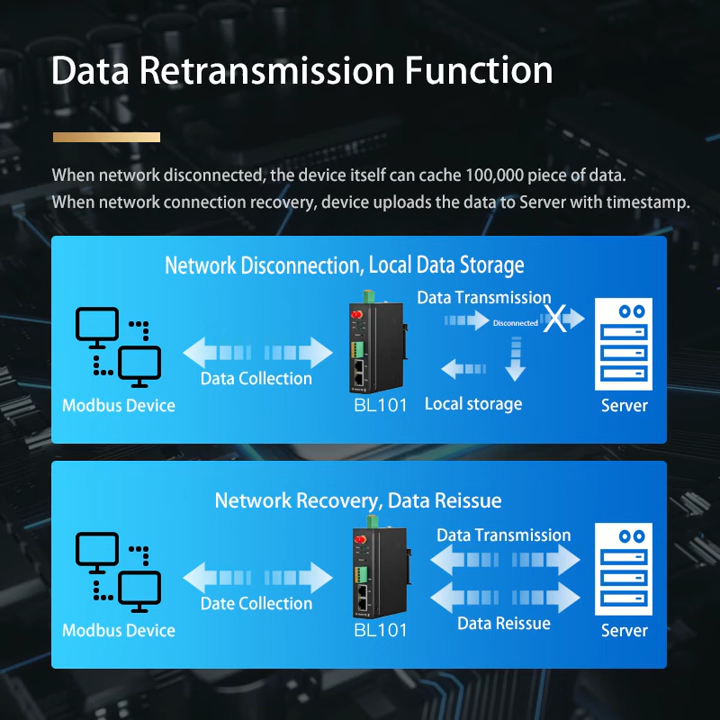 Data Retransmission Function
When network disconnected, the device itself can cache 100,000 piece of data.
When network connection recovery, device uploads the data to Server with timestamp.
Network Disconnection, Local Data Storage
Data Transmission
Disconnected
X
Data Collection
Local storage
Modbus Device
BL101
Server
Network Recovery, Data Reissue
Data Transmission
Date Collection
Data Reissue
Modbus Device
BL101
Server